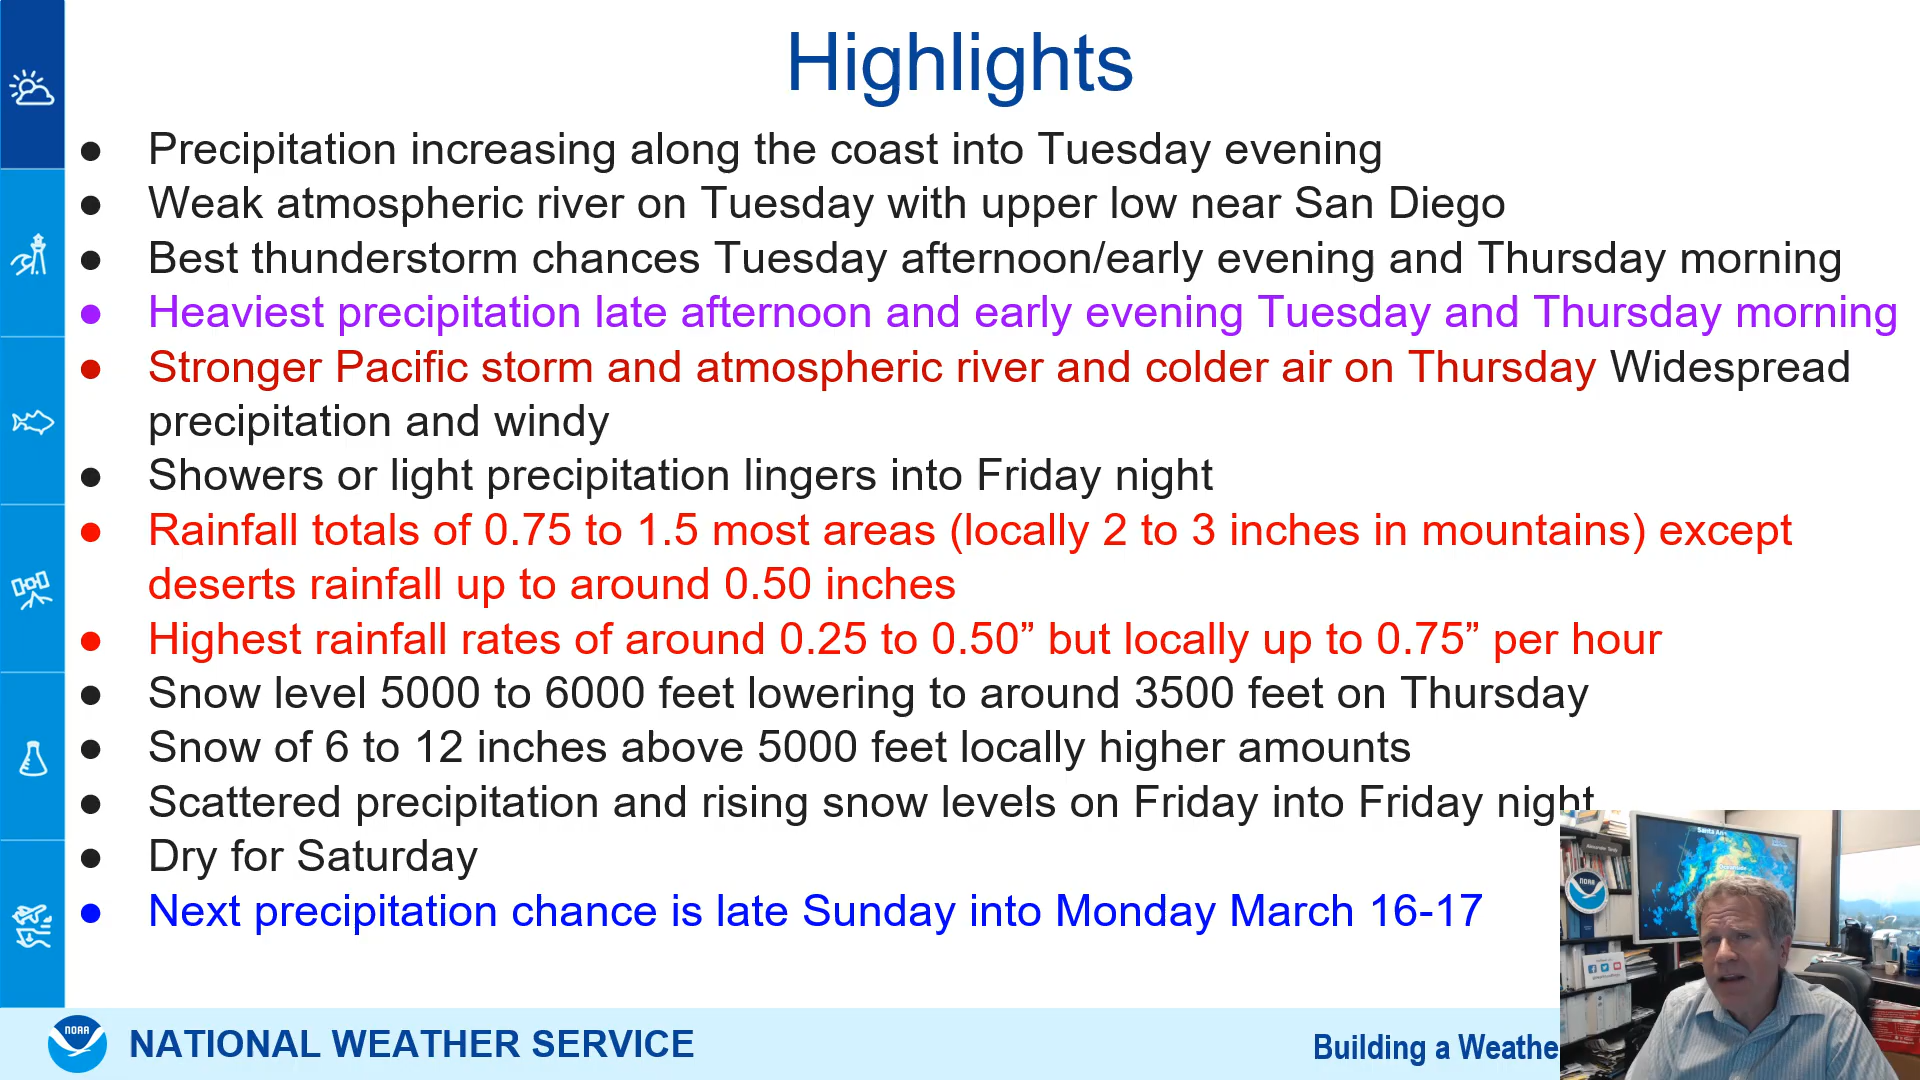 Highlights
● Precipitation increasing along the coast into Tuesday evening
● Weak atmospheric river on Tuesday with upper low near San Diego
● Best thunderstorm chances Tuesday afternoon/early evening and Thursday morning
● Heaviest precipitation late afternoon and early evening Tuesday and Thursday morning
● Stronger Pacific storm and atmospheric river and colder air on Thursday Widespread
precipitation and windy
● Showers or light precipitation lingers into Friday night
● Rainfall totals of 0.75 to 1.5 most areas (locally 2 to 3 inches in mountains) except
deserts rainfall up to around 0.50 inches
● Highest rainfall rates of around 0.25 to 0.50” but locally up to 0.75” per hour
● Snow level 5000 to 6000 feet lowering to around 3500 feet on Thursday
● Snow of 6 to 12 inches above 5000 feet locally higher amounts
● Scattered precipitation and rising snow levels on Friday into Friday night
● Dry for Saturday
● Next precipitation chance is late Sunday into Monday March 16-17
Santa Ana
NOAA
NOAA
NATIONAL WEATHER SERVICE
Building a Weathe